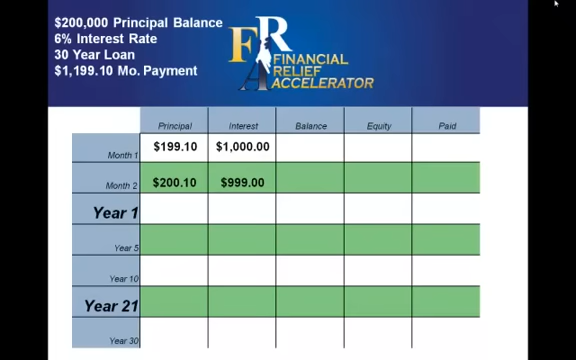 $200,000 Principal Balance
6% Interest Rate
30 Year Loan
$1,199.10 Mo. Payment
FR
FINANCIAL
RELIEF
ACCELERATOR
Principal Interest Balance Equity Paid
Month 1 $199.10 $1,000.00
Month 2 $200.10 $999.00
Year 1
Year 5
Year 10
Year 21
Year 30